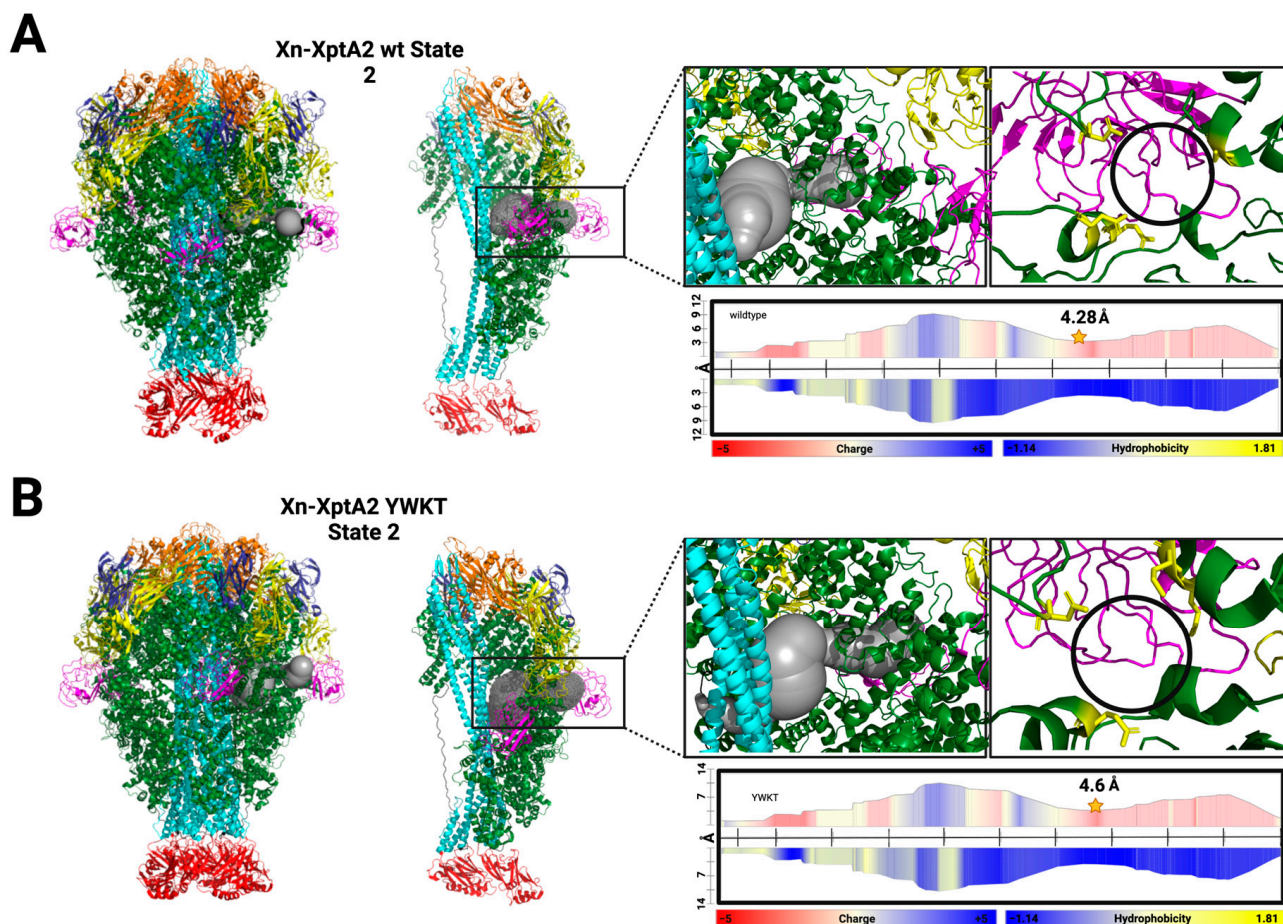 A
Xn-XptA2 wt State
2
wildtype
4.28 Å
12
9
6
3
Å
3
6
9
12
−5 Charge +5
−1.14 Hydrophobicity 1.81
B
Xn-XptA2 YWKT
State 2
YWKT
4.6 Å
14
7
Å
7
14
−5 Charge +5
−1.14 Hydrophobicity 1.81